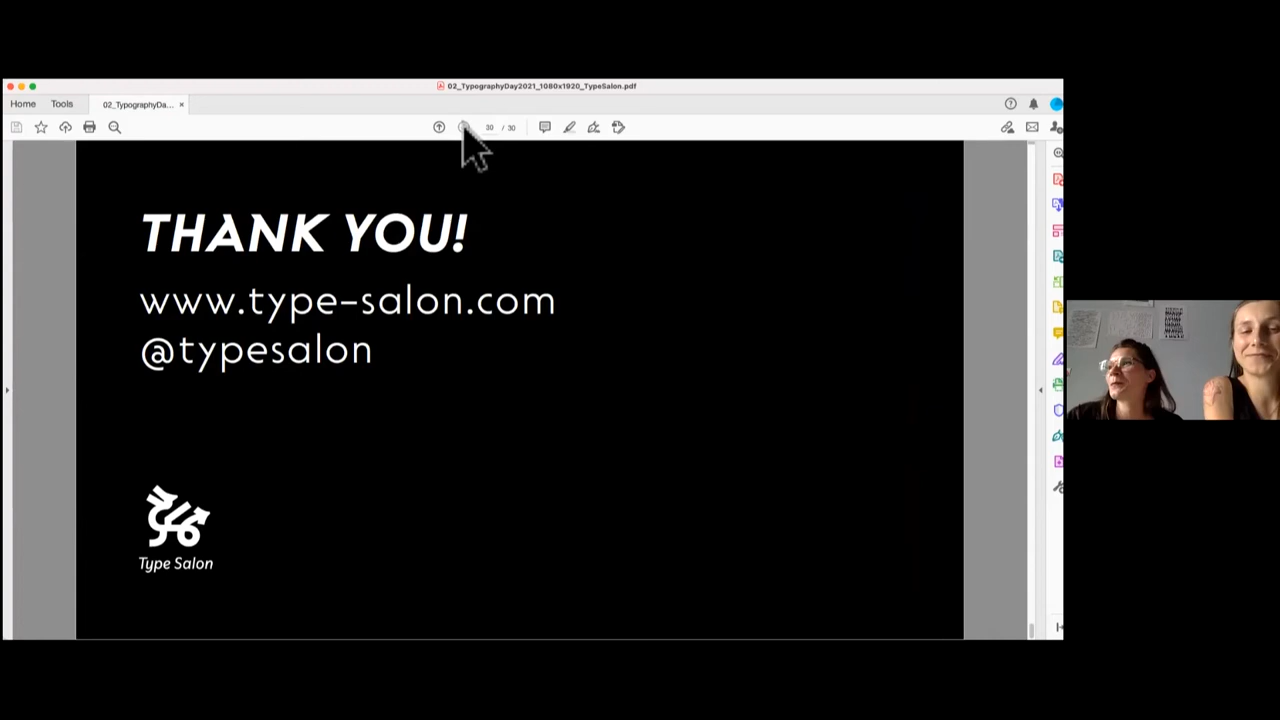 02_TypographyDay2021_1080x1920_TypeSalon.pdf
Home Tools 02_TypographyDa... ×
30 / 30
THANK YOU!
www.type-salon.com
@typesalon
Type Salon